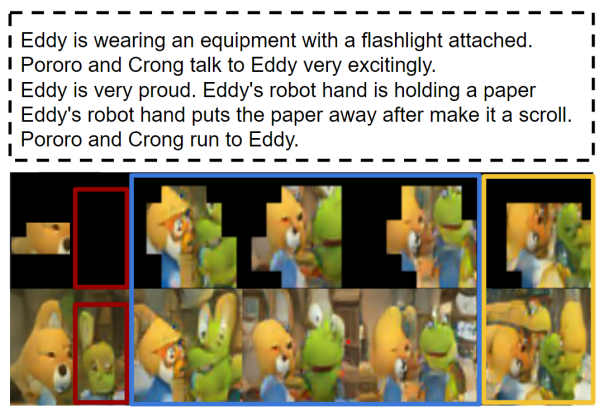 Eddy is wearing an equipment with a flashlight attached.
Pororo and Crong talk to Eddy very excitingly.
Eddy is very proud. Eddy's robot hand is holding a paper
Eddy's robot hand puts the paper away after make it a scroll.
Pororo and Crong run to Eddy.